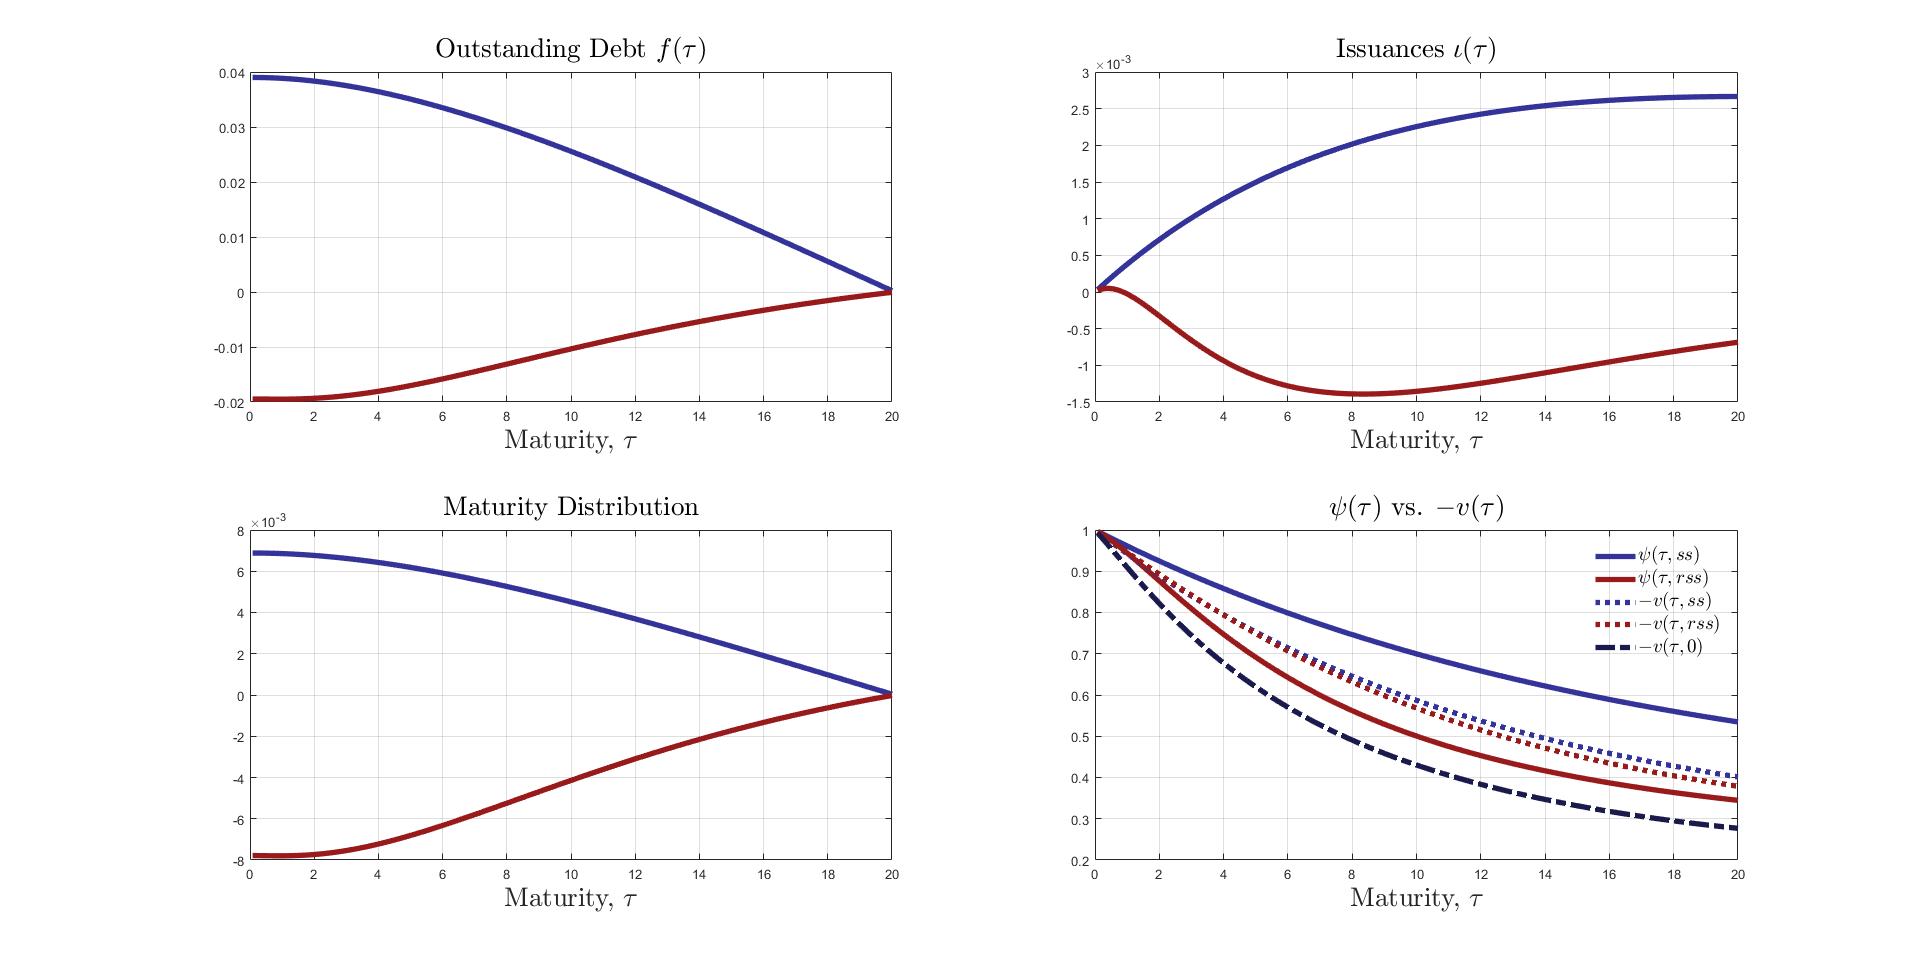 Outstanding Debt f(τ)
0.04
0.03
0.02
0.01
0
-0.01
-0.02
0 2 4 6 8 10 12 14 16 18 20
Maturity, τ
Issuances ι(τ)
×10-3
3
2.5
2
1.5
1
0.5
0
-0.5
-1
-1.5
0 2 4 6 8 10 12 14 16 18 20
Maturity, τ
Maturity Distribution
×10-3
8
6
4
2
0
-2
-4
-6
-8
0 2 4 6 8 10 12 14 16 18 20
Maturity, τ
ψ(τ) vs. −v(τ)
1
0.9
0.8
0.7
0.6
0.5
0.4
0.3
0.2
ψ(τ, ss)
ψ(τ, rss)
−v(τ, ss)
−v(τ, rss)
−v(τ, 0)
0 2 4 6 8 10 12 14 16 18 20
Maturity, τ